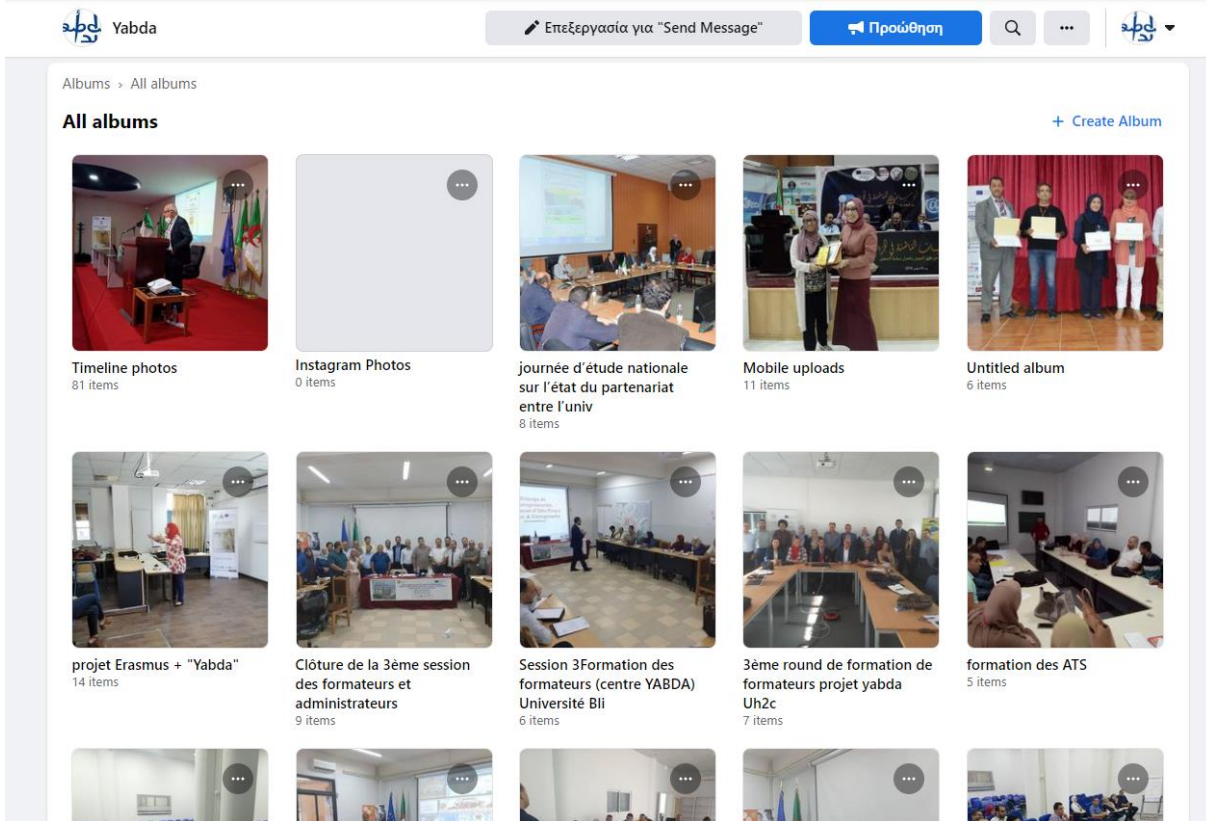 Yabda
Επεξεργασία για "Send Message"
Προώθηση
Albums › All albums
All albums
+ Create Album
Timeline photos
81 items
Instagram Photos
0 items
journée d'étude nationale
sur l'état du partenariat
entre l'univ
8 items
Mobile uploads
11 items
Untitled album
6 items
projet Erasmus + "Yabda"
14 items
Clôture de la 3ème session
des formateurs et
administrateurs
9 items
Session 3Formation des
formateurs (centre YABDA)
Université Bli
6 items
3ème round de formation de
formateurs projet yabda
Uh2c
7 items
formation des ATS
5 items